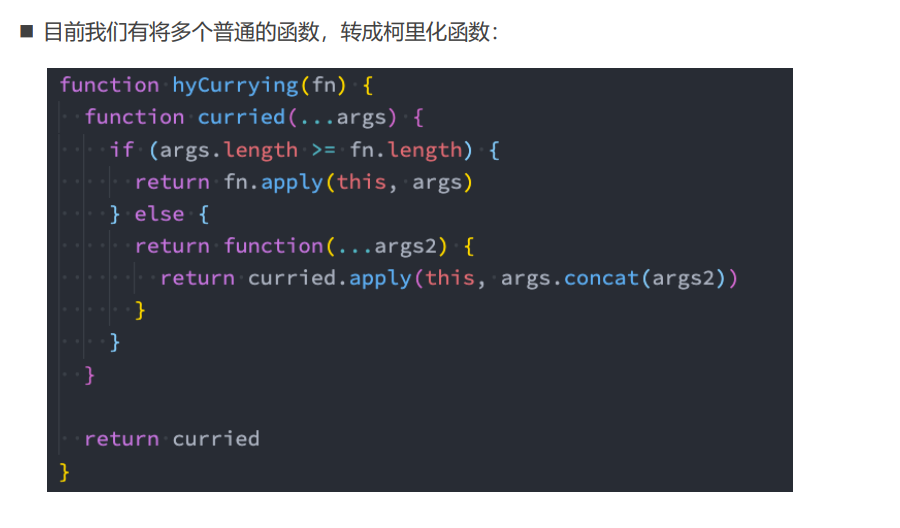 ■ 目前我们有将多个普通的函数，转成柯里化函数：
function hyCurrying(fn) {
  function curried(...args) {
    if (args.length >= fn.length) {
      return fn.apply(this, args)
    } else {
      return function(...args2) {
        return curried.apply(this, args.concat(args2))
      }
    }
  }
  return curried
}